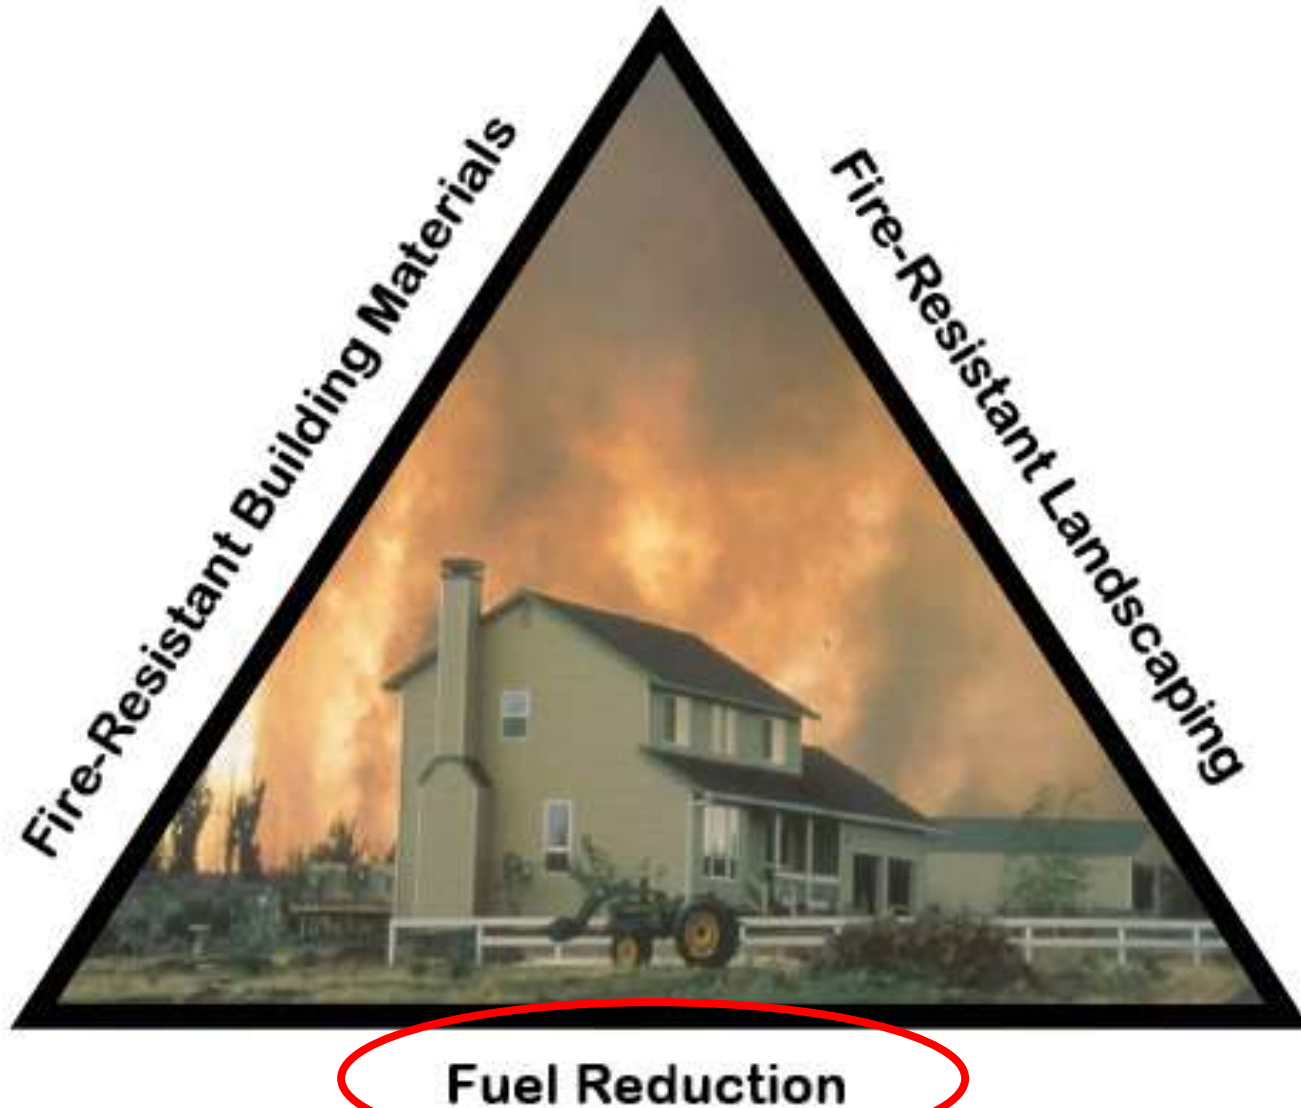 Fire-Resistant Building Materials
Fire-Resistant Landscaping
Fuel Reduction